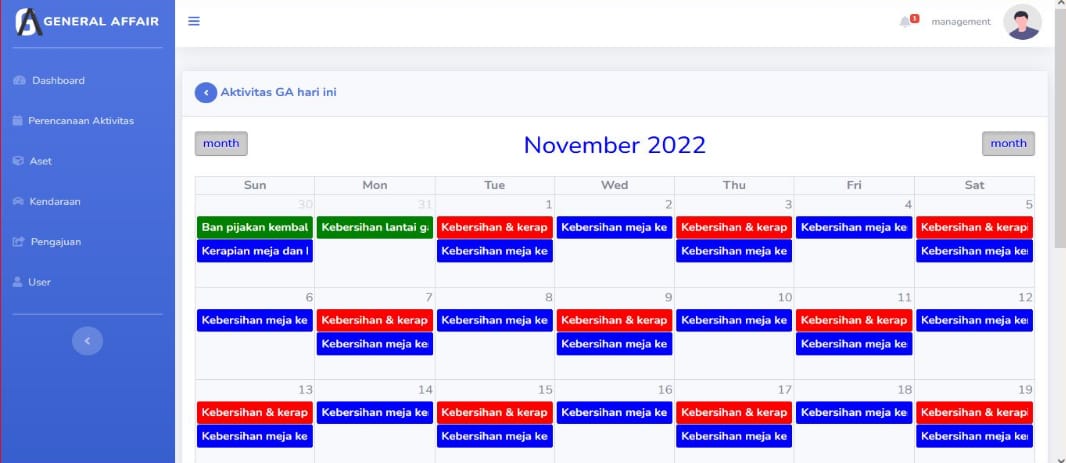 GENERAL AFFAIR
1
management
Dashboard
Perencanaan Aktivitas
Aset
Kendaraan
Pengajuan
User
Aktivitas GA hari ini
month
November 2022
month
Sun Mon Tue Wed Thu Fri Sat
30 31 1 2 3 4 5
Ban pijakan kembal Kebersihan lantai g. Kebersihan & kerap Kebersihan meja ke Kebersihan & kerap Kebersihan meja ke Kebersihan & kerap
Kerapian meja dan Kebersihan meja ke Kebersihan meja ke Kebersihan meja ke
6 7 8 9 10 11 12
Kebersihan meja ke Kebersihan & kerap Kebersihan meja ke Kebersihan & kerap Kebersihan meja ke Kebersihan & kerap Kebersihan meja ke
Kebersihan meja ke Kebersihan meja ke Kebersihan meja ke
13 14 15 16 17 18 19
Kebersihan & kerap Kebersihan meja ke Kebersihan & kerap Kebersihan meja ke Kebersihan & kerap Kebersihan meja ke Kebersihan & kerap
Kebersihan meja ke Kebersihan meja ke Kebersihan meja ke Kebersihan meja ke